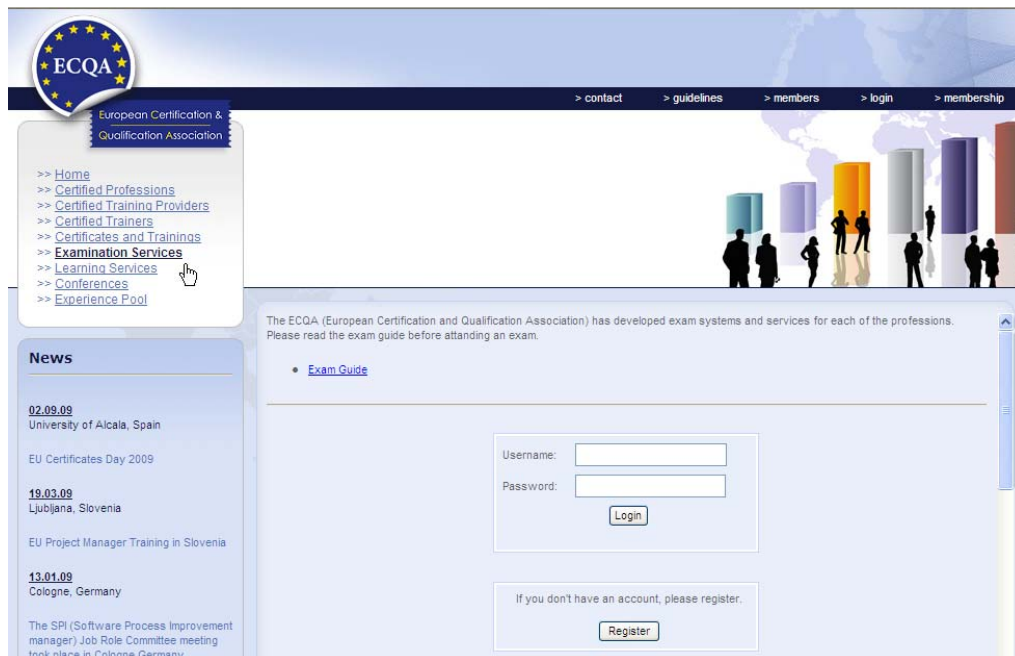 ECQA
European Certification &
Qualification Association
> contact > guidelines > members > login > membership
>> Home
>> Certified Professions
>> Certified Training Providers
>> Certified Trainers
>> Certificates and Trainings
>> Examination Services
>> Learning Services
>> Conferences
>> Experience Pool
News
02.09.09
University of Alcala, Spain
EU Certificates Day 2009
19.03.09
Ljubljana, Slovenia
EU Project Manager Training in Slovenia
13.01.09
Cologne, Germany
The SPI (Software Process Improvement
manager) Job Role Committee meeting
took place in Cologne Germany
The ECQA (European Certification and Qualification Association) has developed exam systems and services for each of the professions.
Please read the exam guide before attanding an exam.
Exam Guide
Username:
Password:
Login
If you don't have an account, please register.
Register